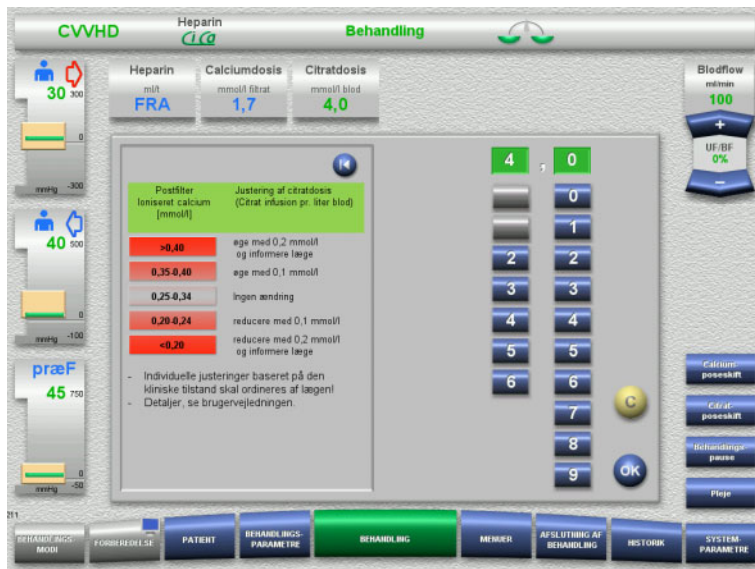 CVVHD
Heparin
CiCa
Behandling
30
300
0
-300
mmHg
40
500
0
-100
mmHg
præF
45
750
0
-50
mmHg
Heparin
ml/t
FRA
Calciumdosis
mmol/l filtrat
1,7
Citratdosis
mmol/l blod
4,0
Blodflow
ml/min
100
+
UF/BF
0%
−
Postfilter
Ioniseret calcium
[mmol/l]
Justering af citratdosis
(Citrat infusion pr. liter blod)
>0,40
øge med 0,2 mmol/l
og informere læge
0,35-0,40
øge med 0,1 mmol/l
0,25-0,34
Ingen ændring
0,20-0,24
reducere med 0,1 mmol/l
<0,20
reducere med 0,2 mmol/l
og informere læge
- Individuelle justeringer baseret på den
kliniske tilstand skal ordineres af lægen!
- Detaljer, se brugervejledningen.
4 , 0
0
1
2 2
3 3
4 4
5 5
6 6
7
8
9
C
OK
Calcium-
poseskift
Citrat-
poseskift
Behandlings-
pause
Pleje
211
BEHANDLINGS-
MODI
FORBEREDELSE
PATIENT
BEHANDLINGS-
PARAMETRE
BEHANDLING
MENUER
AFSLUTNING AF
BEHANDLING
HISTORIK
SYSTEM-
PARAMETRE